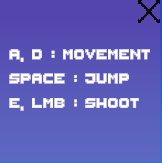 A, D : MOVEMENT
SPACE : JUMP
E, LMB : SHOOT